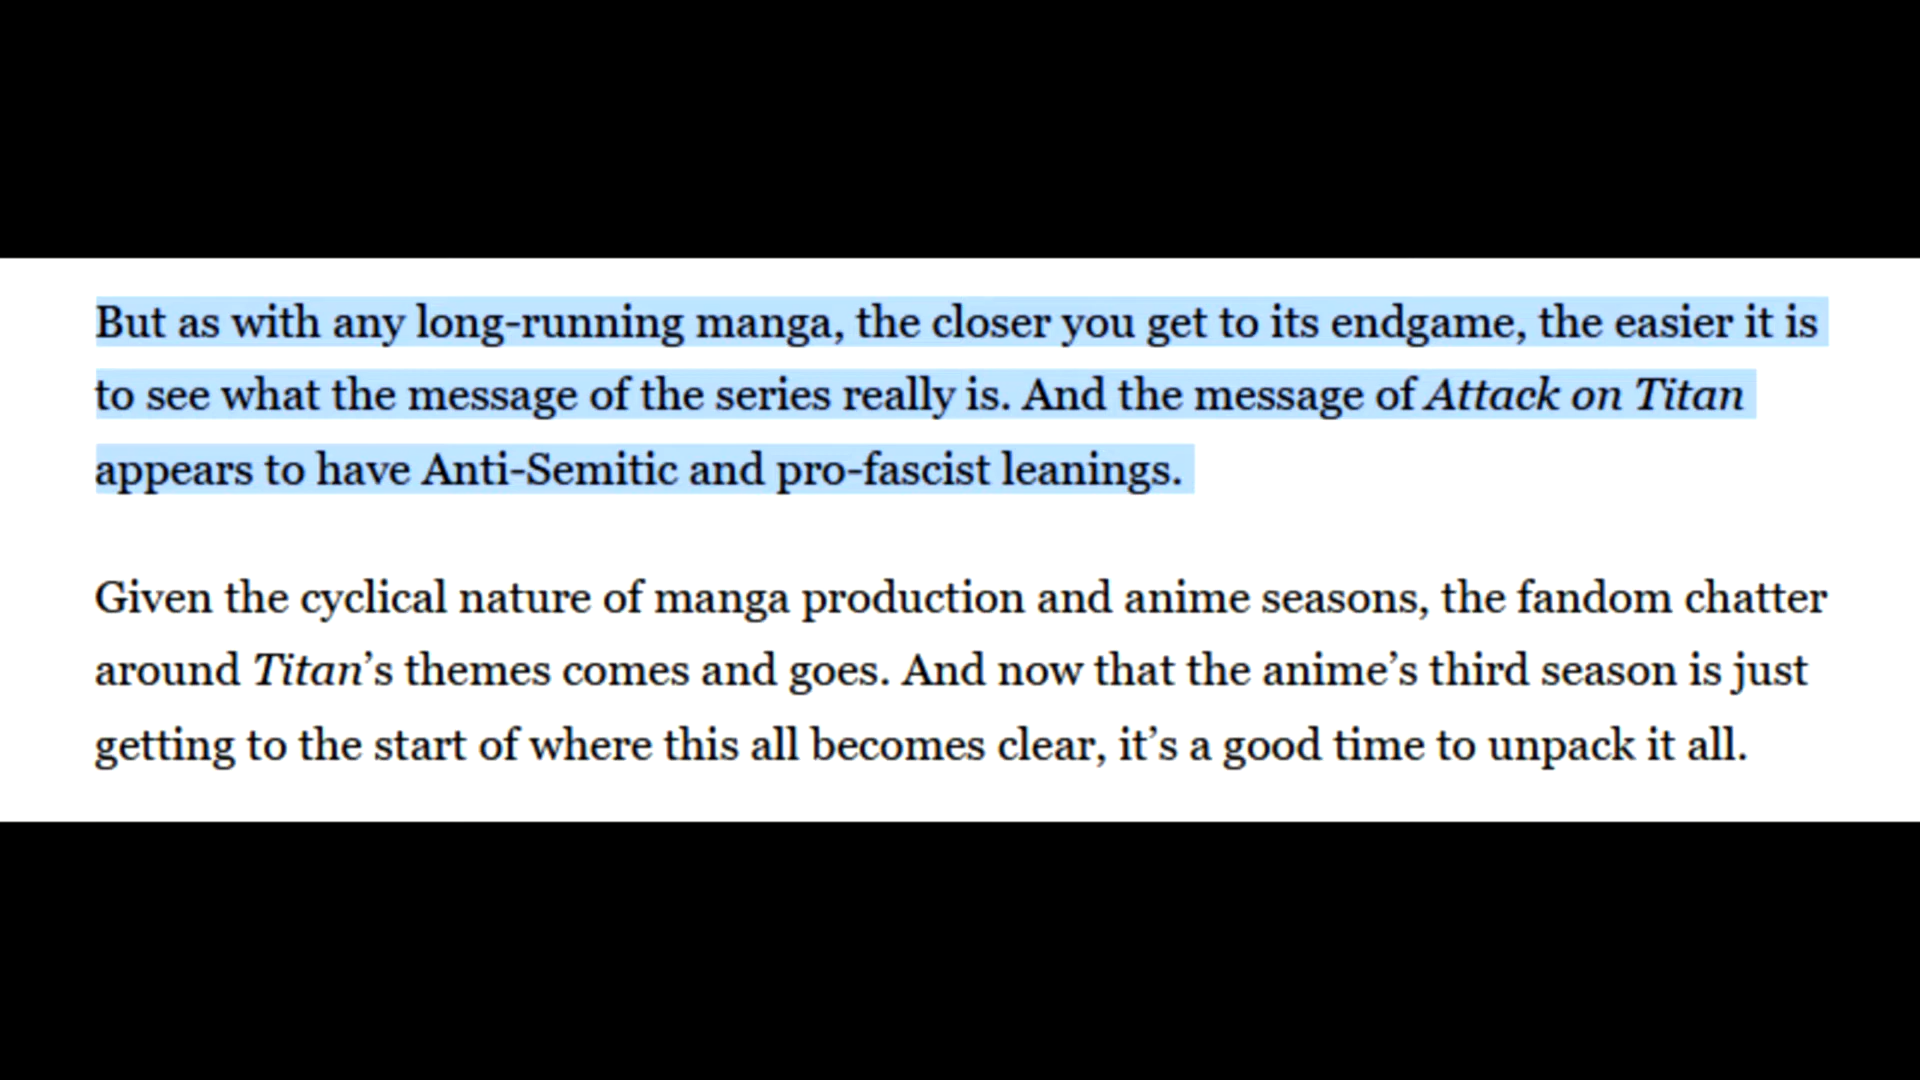 But as with any long-running manga, the closer you get to its endgame, the easier it is
to see what the message of the series really is. And the message of Attack on Titan
appears to have Anti-Semitic and pro-fascist leanings.
Given the cyclical nature of manga production and anime seasons, the fandom chatter
around Titan’s themes comes and goes. And now that the anime’s third season is just
getting to the start of where this all becomes clear, it’s a good time to unpack it all.